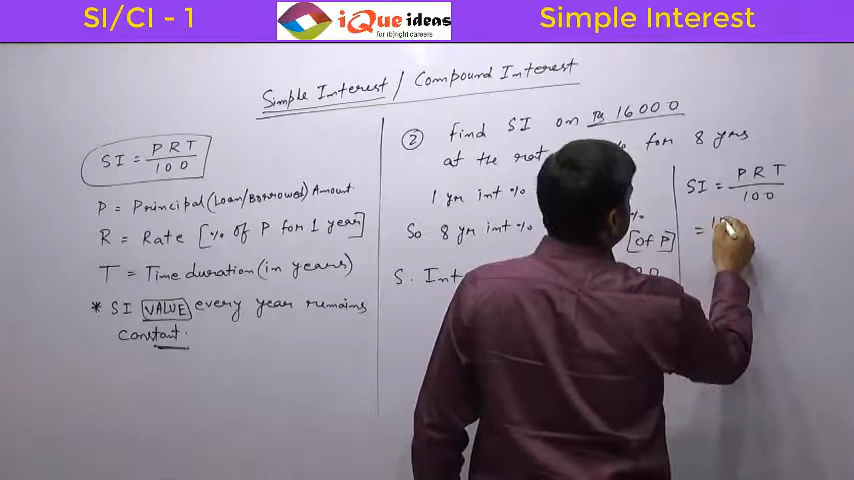 SI/CI - 1
iQue ideas
for (b)right careers
Simple Interest
Simple Interest / Compound Interest
SI = PRT
100
P = Principal (Loan/Borrowed) Amount.
R = Rate [% of P for 1 year]
T = Time duration (in years)
* SI VALUE every year remains
constant.
② Find SI on Rs 16000
at the % for 8 yrs
1 yr int % %
So 8 yr int % [Of P]
S. Int
SI = PRT
100
=